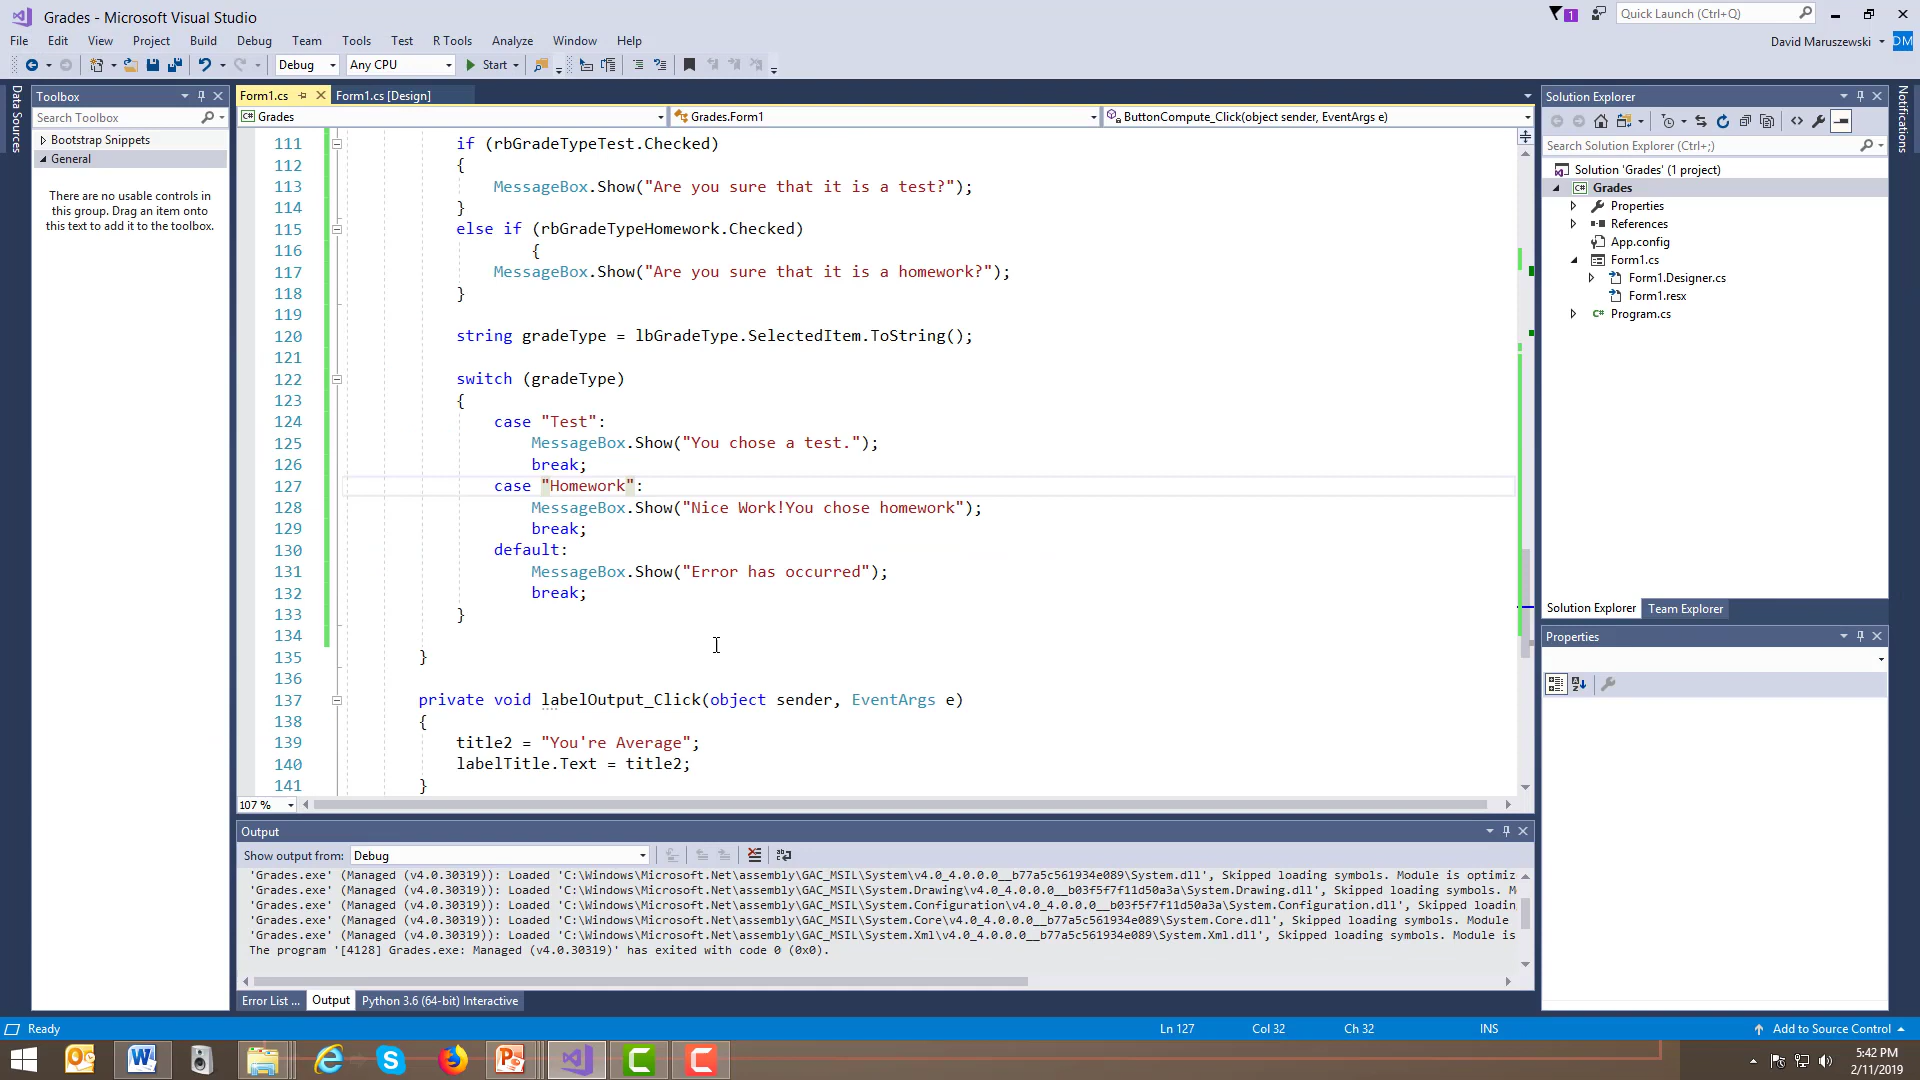 Grades - Microsoft Visual Studio
1
Quick Launch (Ctrl+Q)
File Edit View Project Build Debug Team Tools Test R Tools Analyze Window Help
David Maruszewski DM
Debug Any CPU Start
Data Sources
Toolbox
Search Toolbox
Bootstrap Snippets
General
There are no usable controls in
this group. Drag an item onto
this text to add it to the toolbox.
Form1.cs Form1.cs [Design]
Grades Grades.Form1 ButtonCompute_Click(object sender, EventArgs e)
111 if (rbGradeTypeTest.Checked)
112 {
113 MessageBox.Show("Are you sure that it is a test?");
114 }
115 else if (rbGradeTypeHomework.Checked)
116 {
117 MessageBox.Show("Are you sure that it is a homework?");
118 }
119
120 string gradeType = lbGradeType.SelectedItem.ToString();
121
122 switch (gradeType)
123 {
124 case "Test":
125 MessageBox.Show("You chose a test.");
126 break;
127 case "Homework":
128 MessageBox.Show("Nice Work!You chose homework");
129 break;
130 default:
131 MessageBox.Show("Error has occurred");
132 break;
133 }
134
135 }
136
137 private void labelOutput_Click(object sender, EventArgs e)
138 {
139 title2 = "You're Average";
140 labelTitle.Text = title2;
141 }
107 %
Output
Show output from: Debug
'Grades.exe' (Managed (v4.0.30319)): Loaded 'C:\Windows\Microsoft.Net\assembly\GAC_MSIL\System\v4.0_4.0.0.0__b77a5c561934e089\System.dll', Skipped loading symbols. Module is optimiz
'Grades.exe' (Managed (v4.0.30319)): Loaded 'C:\Windows\Microsoft.Net\assembly\GAC_MSIL\System.Drawing\v4.0_4.0.0.0__b03f5f7f11d50a3a\System.Drawing.dll', Skipped loading symbols. M
'Grades.exe' (Managed (v4.0.30319)): Loaded 'C:\Windows\Microsoft.Net\assembly\GAC_MSIL\System.Configuration\v4.0_4.0.0.0__b03f5f7f11d50a3a\System.Configuration.dll', Skipped loadin
'Grades.exe' (Managed (v4.0.30319)): Loaded 'C:\Windows\Microsoft.Net\assembly\GAC_MSIL\System.Core\v4.0_4.0.0.0__b77a5c561934e089\System.Core.dll', Skipped loading symbols. Module
'Grades.exe' (Managed (v4.0.30319)): Loaded 'C:\Windows\Microsoft.Net\assembly\GAC_MSIL\System.Xml\v4.0_4.0.0.0__b77a5c561934e089\System.Xml.dll', Skipped loading symbols. Module is
The program '[4128] Grades.exe: Managed (v4.0.30319)' has exited with code 0 (0x0).
Error List ... Output Python 3.6 (64-bit) Interactive
Solution Explorer
Search Solution Explorer (Ctrl+;)
Solution 'Grades' (1 project)
Grades
Properties
References
App.config
Form1.cs
Form1.Designer.cs
Form1.resx
Program.cs
Solution Explorer Team Explorer
Properties
Notifications
Ready Ln 127 Col 32 Ch 32 INS Add to Source Control
5:42 PM
2/11/2019